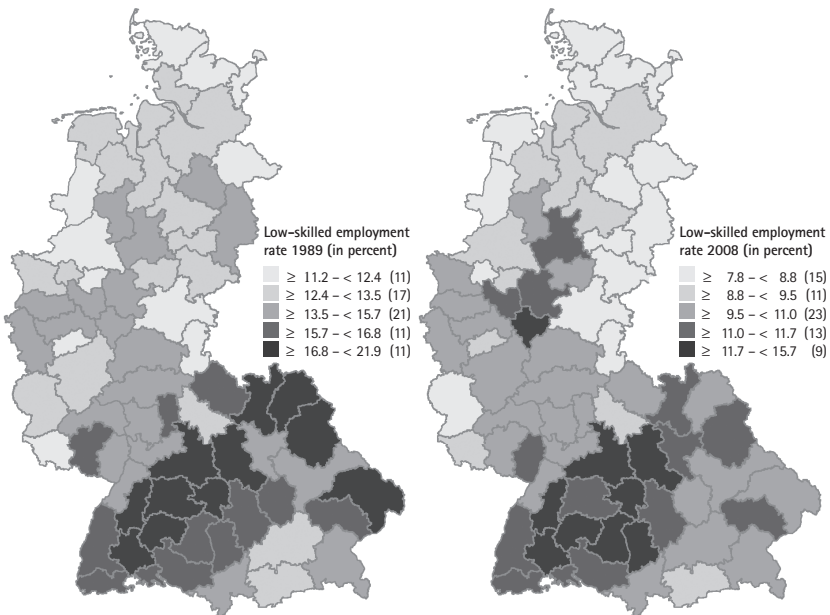 Low-skilled employment
rate 1989 (in percent)
≥ 11.2 – < 12.4 (11)
≥ 12.4 – < 13.5 (17)
≥ 13.5 – < 15.7 (21)
≥ 15.7 – < 16.8 (11)
≥ 16.8 – < 21.9 (11)
Low-skilled employment
rate 2008 (in percent)
≥ 7.8 – < 8.8 (15)
≥ 8.8 – < 9.5 (11)
≥ 9.5 – < 11.0 (23)
≥ 11.0 – < 11.7 (13)
≥ 11.7 – < 15.7 (9)